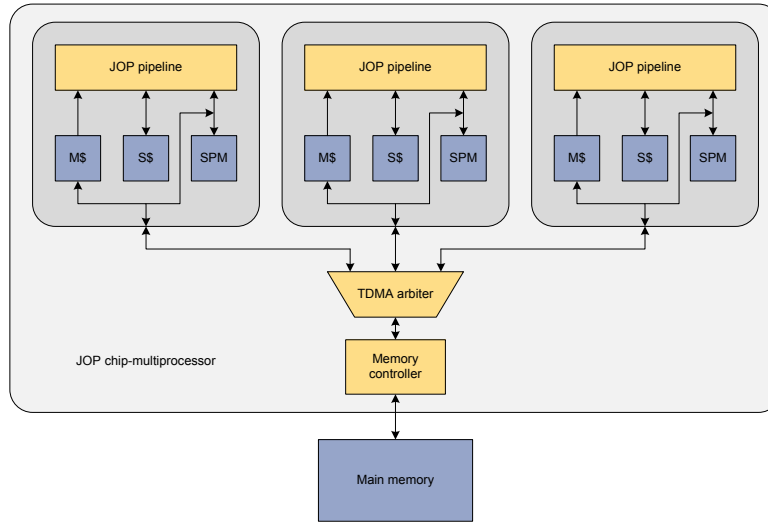 JOP pipeline
JOP pipeline
JOP pipeline
M$
S$
SPM
M$
S$
SPM
M$
S$
SPM
TDMA arbiter
JOP chip-multiprocessor
Memory
controller
Main memory